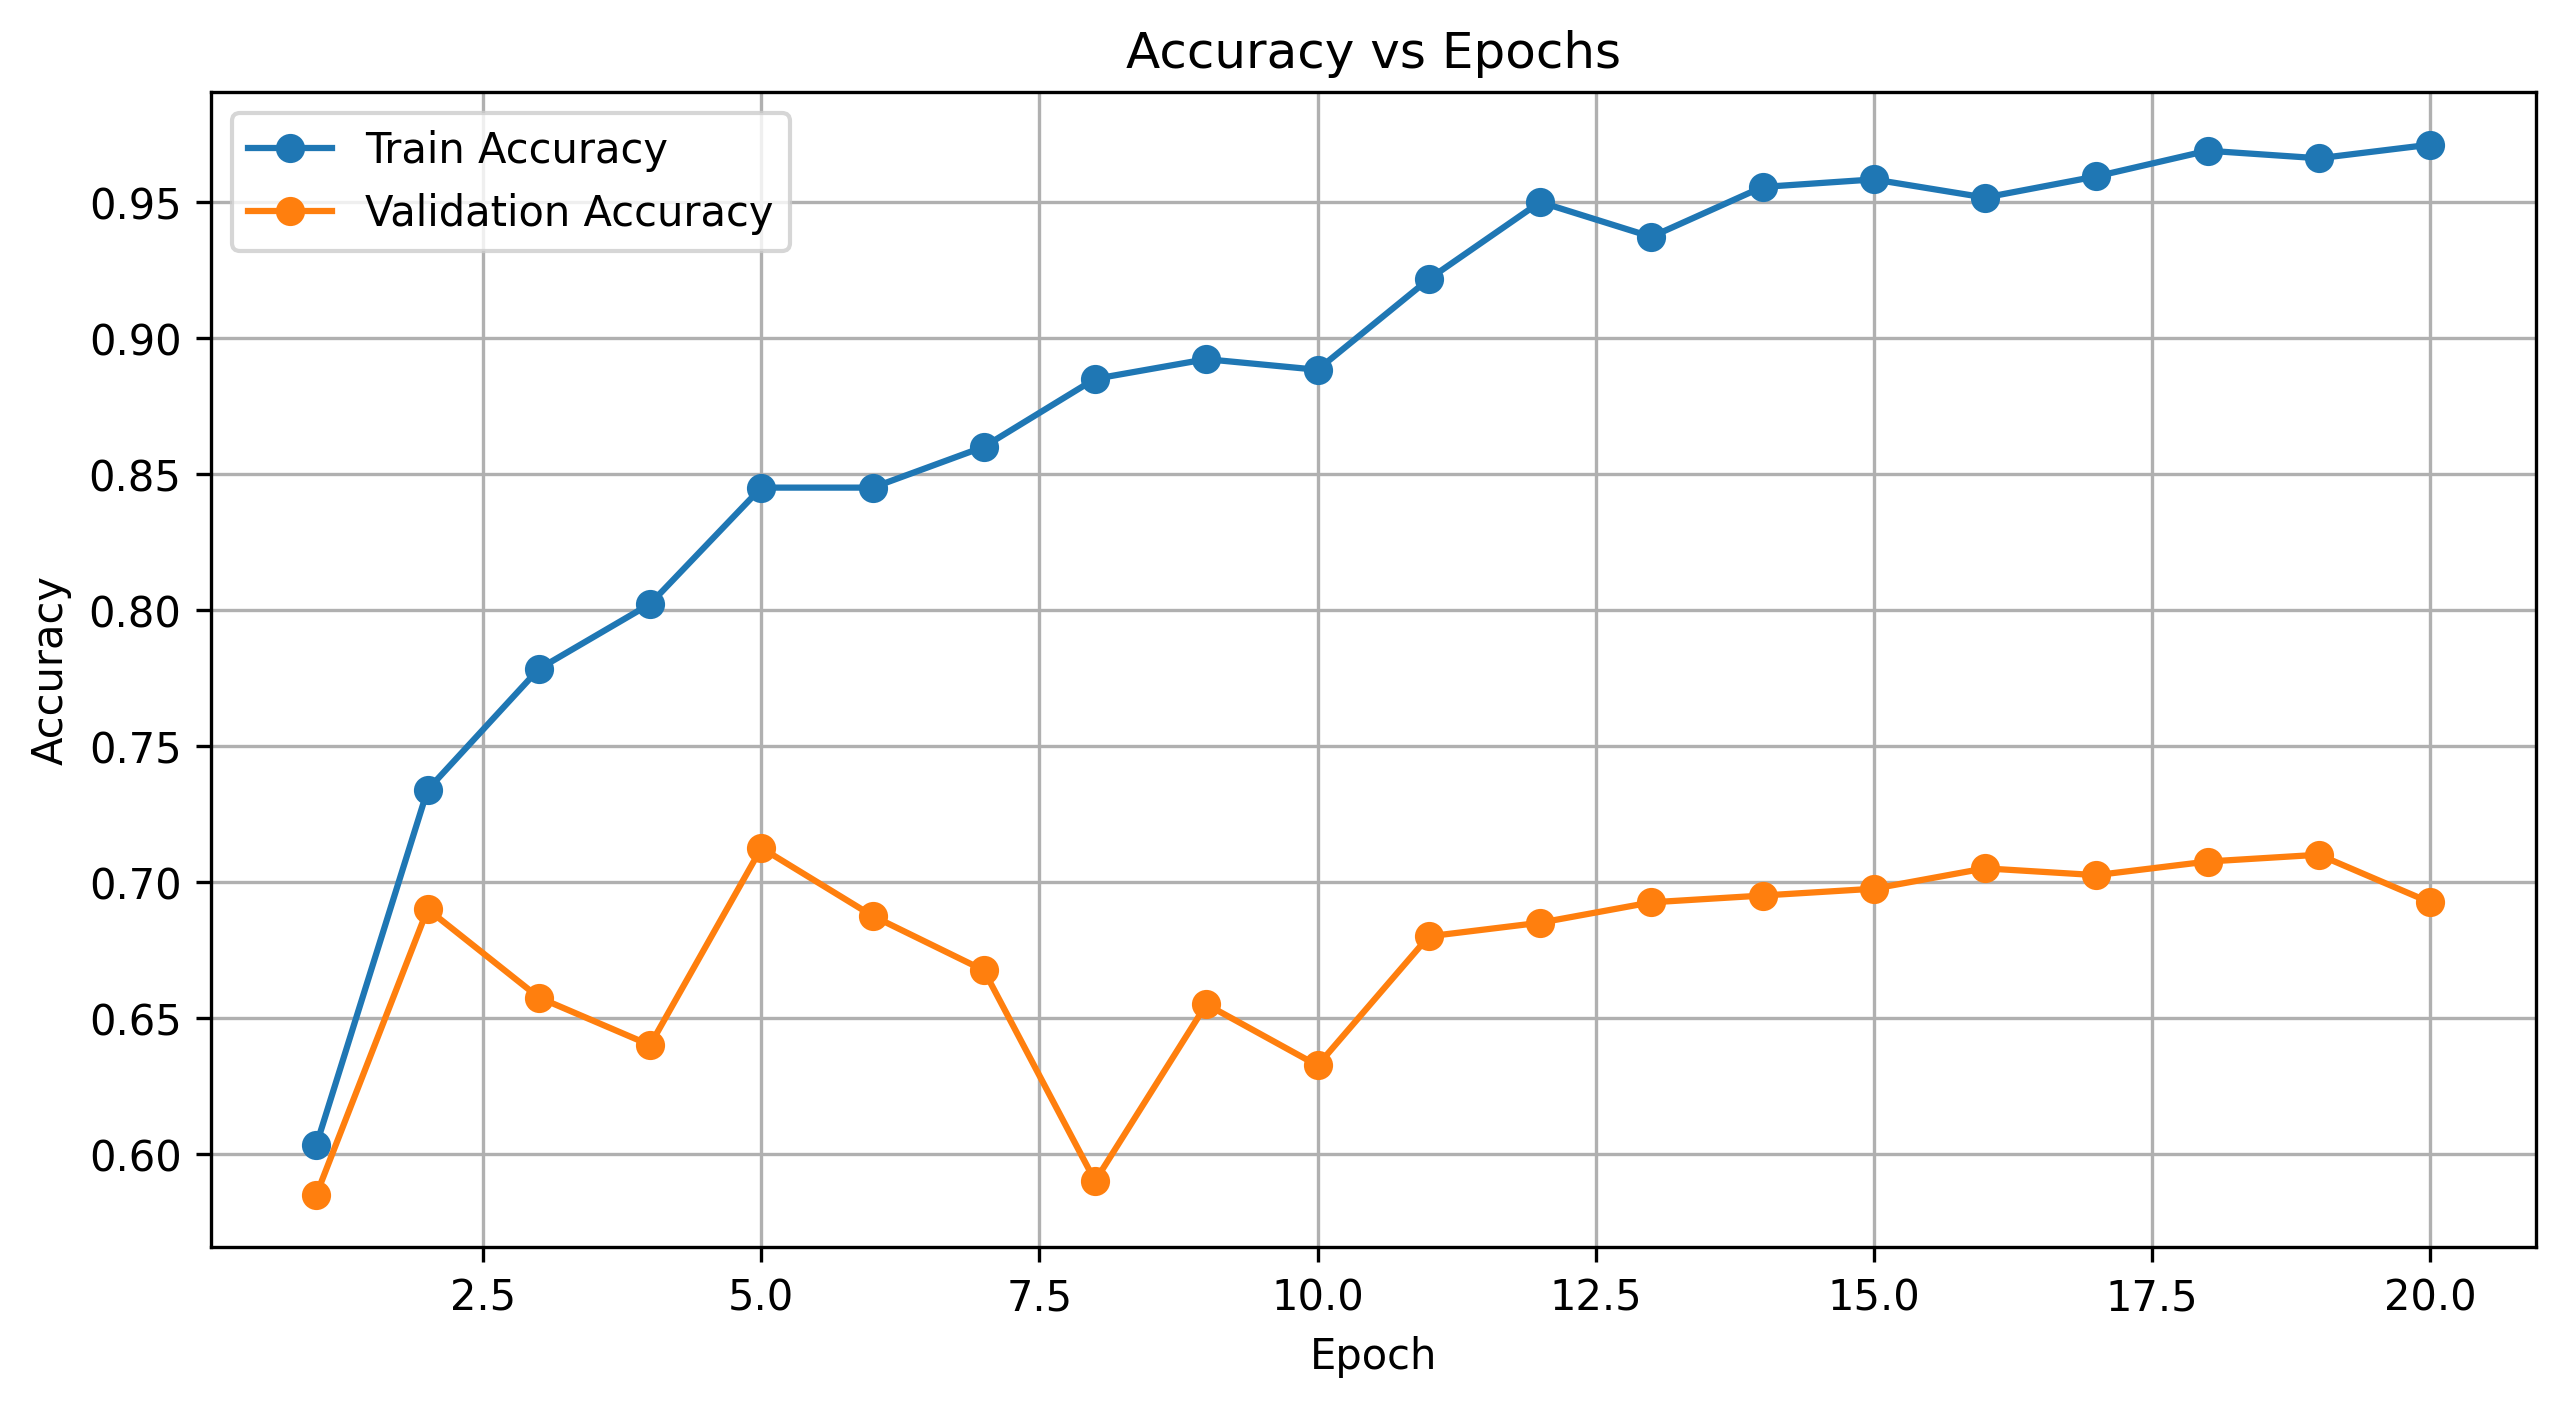 Accuracy vs Epochs
Train Accuracy
Validation Accuracy
0.95
0.90
0.85
0.80
0.75
0.70
0.65
0.60
Accuracy
2.5 5.0 7.5 10.0 12.5 15.0 17.5 20.0
Epoch